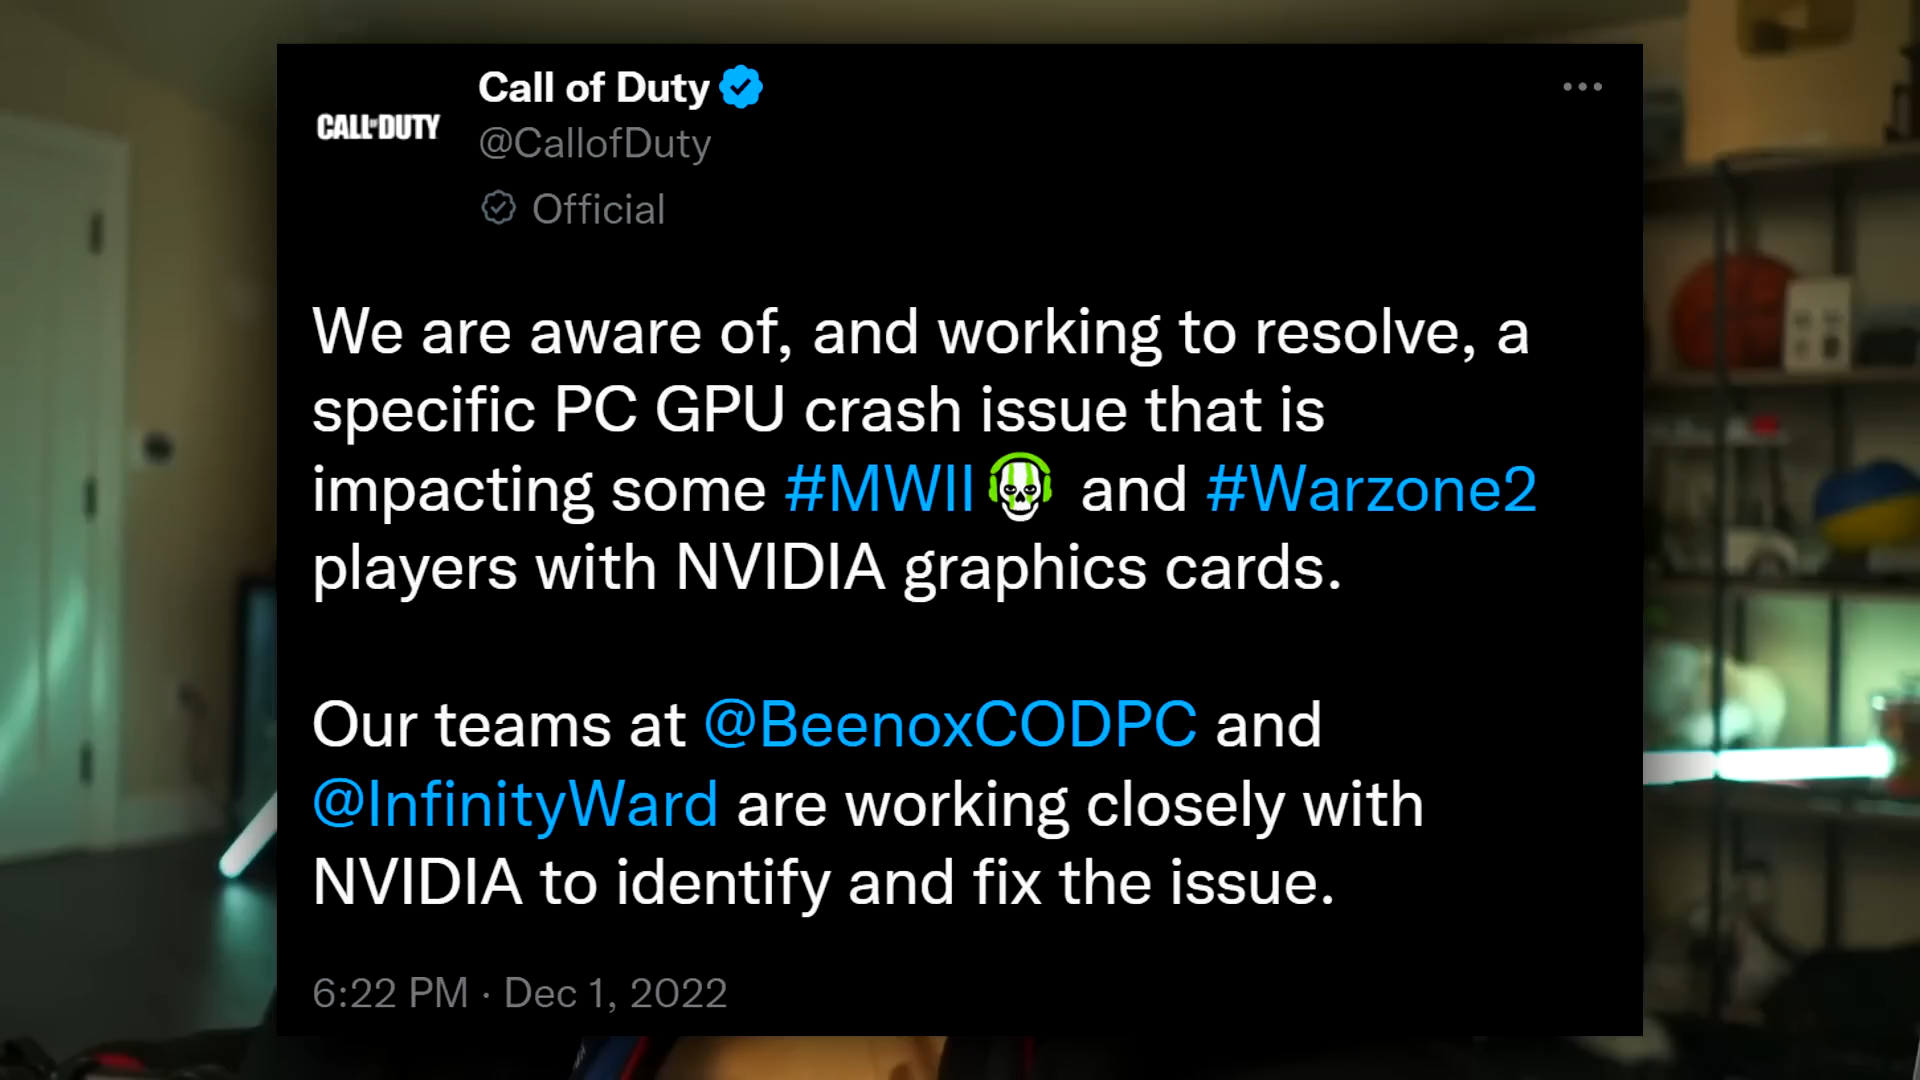 Call of Duty
CALL OF DUTY
@CallofDuty
Official
We are aware of, and working to resolve, a
specific PC GPU crash issue that is
impacting some #MWII and #Warzone2
players with NVIDIA graphics cards.
Our teams at @BeenoxCODPC and
@InfinityWard are working closely with
NVIDIA to identify and fix the issue.
6:22 PM · Dec 1, 2022